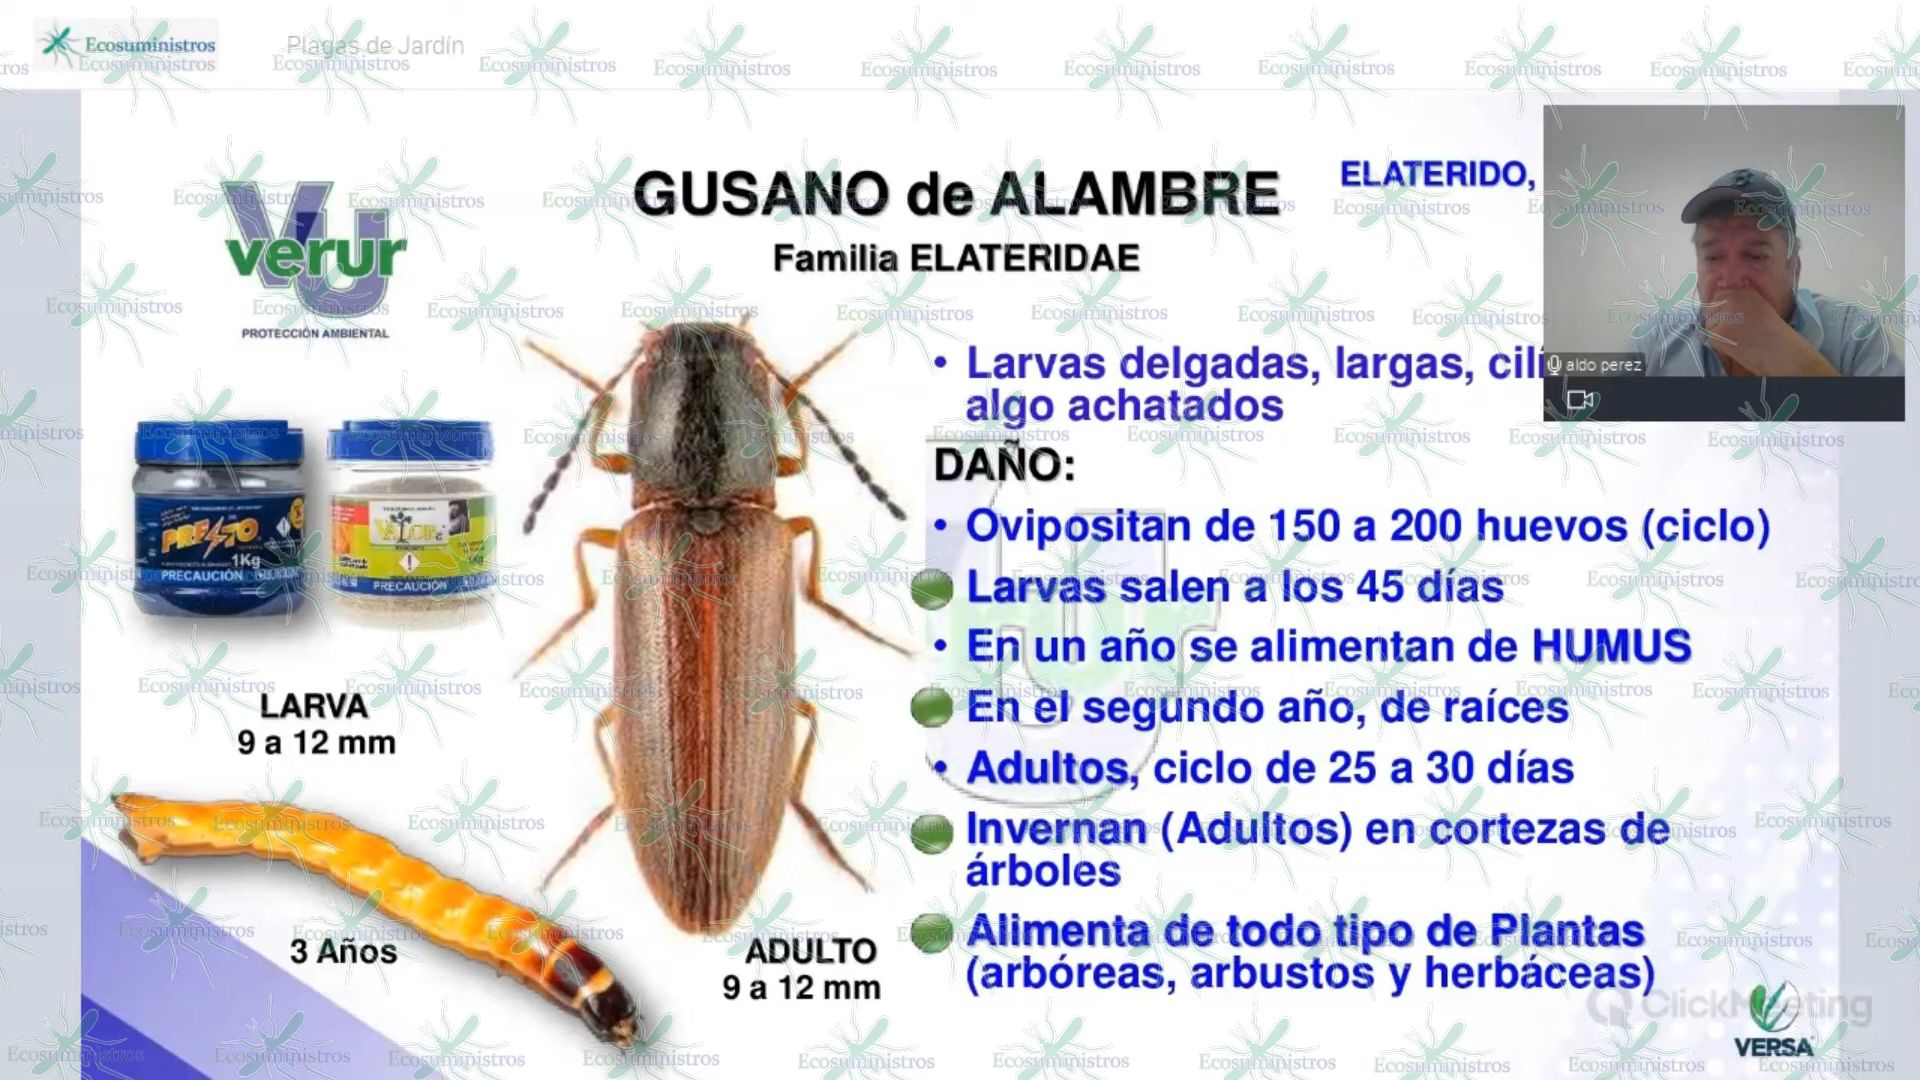 Ecosuministros
Plagas de Jardín
verur
PROTECCIÓN AMBIENTAL
GUSANO de ALAMBRE
Familia ELATERIDAE
ELATERIDO,
aldo perez
• Larvas delgadas, largas, cilí
algo achatados
DAÑO:
• Ovipositan de 150 a 200 huevos (ciclo)
Larvas salen a los 45 días
• En un año se alimentan de HUMUS
En el segundo año, de raíces
• Adultos, ciclo de 25 a 30 días
Invernan (Adultos) en cortezas de
árboles
Alimenta de todo tipo de Plantas
(arbóreas, arbustos y herbáceas)
PRESTO
1Kg
PRECAUCIÓN
PRECAUCIÓN
LARVA
9 a 12 mm
3 Años
ADULTO
9 a 12 mm
ClickMeeting
VERSA